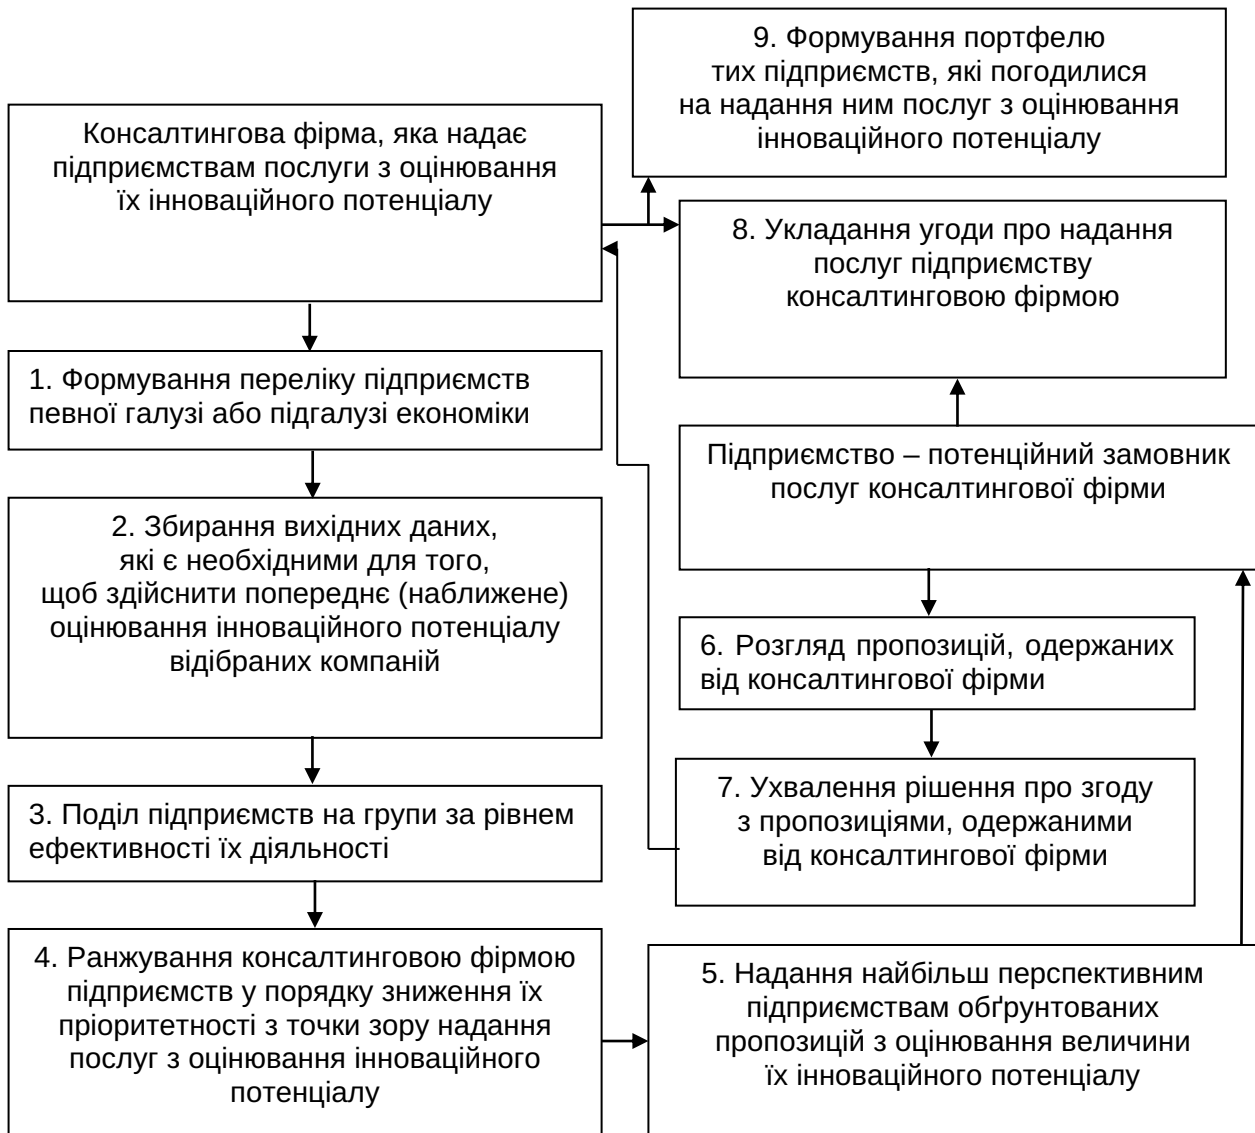 9. Формування портфелю
тих підприємств, які погодилися
на надання ним послуг з оцінювання
інноваційного потенціалу
Консалтингова фірма, яка надає
підприємствам послуги з оцінювання
їх інноваційного потенціалу
8. Укладання угоди про надання
послуг підприємству
консалтинговою фірмою
1. Формування переліку підприємств
певної галузі або підгалузі економіки
Підприємство – потенційний замовник
послуг консалтингової фірми
2. Збирання вихідних даних,
які є необхідними для того,
щоб здійснити попереднє (наближене)
оцінювання інноваційного потенціалу
відібраних компаній
6. Розгляд пропозицій, одержаних
від консалтингової фірми
7. Ухвалення рішення про згоду
з пропозиціями, одержаними
від консалтингової фірми
3. Поділ підприємств на групи за рівнем
ефективності їх діяльності
4. Ранжування консалтинговою фірмою
підприємств у порядку зниження їх
пріоритетності з точки зору надання
послуг з оцінювання інноваційного
потенціалу
5. Надання найбільш перспективним
підприємствам обґрунтованих
пропозицій з оцінювання величини
їх інноваційного потенціалу